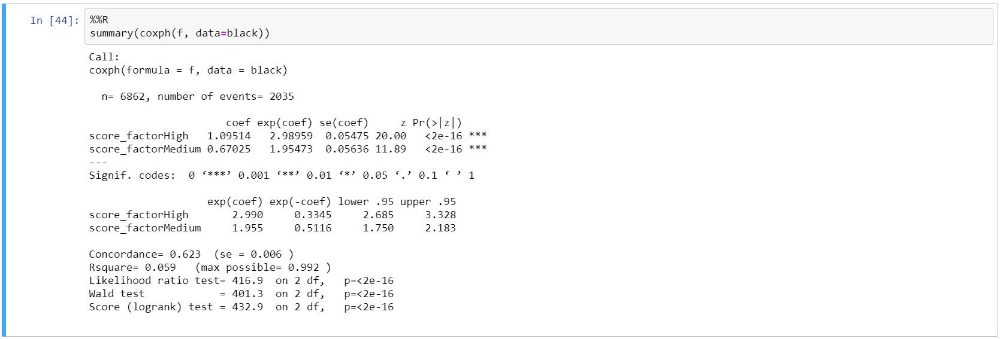 In [44]: %%R
summary(coxph(f, data=black))
Call:
coxph(formula = f, data = black)
n= 6862, number of events= 2035
coef exp(coef) se(coef) z Pr(>|z|)
score_factorHigh 1.09514 2.98959 0.05475 20.00 <2e-16 ***
score_factorMedium 0.67025 1.95473 0.05636 11.89 <2e-16 ***
---
Signif. codes: 0 ‘***’ 0.001 ‘**’ 0.01 ‘*’ 0.05 ‘.’ 0.1 ‘ ’ 1
exp(coef) exp(-coef) lower .95 upper .95
score_factorHigh 2.990 0.3345 2.685 3.328
score_factorMedium 1.955 0.5116 1.750 2.183
Concordance= 0.623 (se = 0.006 )
Rsquare= 0.059 (max possible= 0.992 )
Likelihood ratio test= 416.9 on 2 df, p=<2e-16
Wald test = 401.3 on 2 df, p=<2e-16
Score (logrank) test = 432.9 on 2 df, p=<2e-16